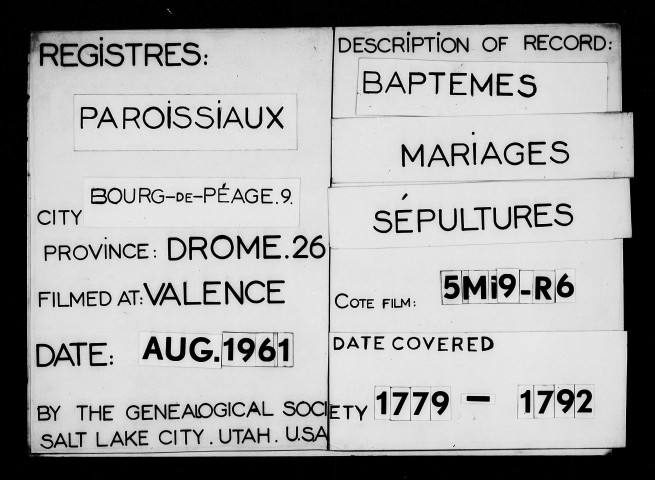 REGiSTRES:
PAROiSSiAUX
BOURG-DE-PÉAGE.9.
CITY
PROVINCE: DROME.26
FILMED AT: VALENCE
DATE: AUG.1961
BY THE GENEALOGICAL SOCIETY
SALT LAKE CITY. UTAH. U.S.A
DESCRIPTION OF RECORD:
BAPTEMES
MARiAGES
SÉPULTURES
COTE FILM: 5Mi9-R6
DATE COVERED
1779 - 1792